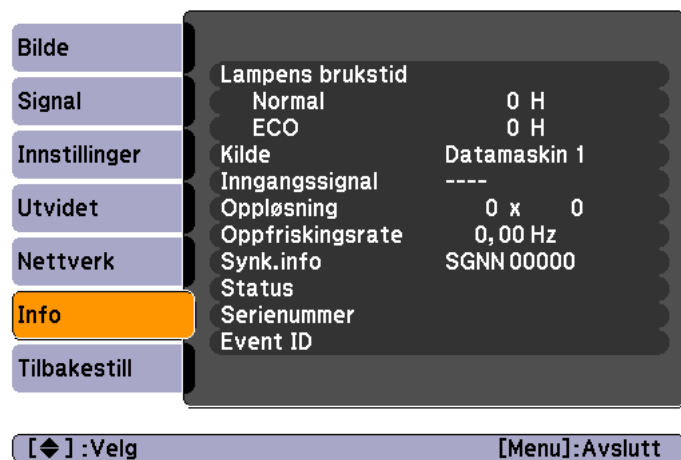 Bilde
Signal
Innstillinger
Utvidet
Nettverk
Info
Tilbakestill
Lampens brukstid
Normal 0 H
ECO 0 H
Kilde Datamaskin 1
Inngangssignal ----
Oppløsning 0 x 0
Oppfriskingsrate 0,00 Hz
Synk.info SGNN 00000
Status
Serienummer
Event ID
[◆] :Velg [Menu]:Avslutt